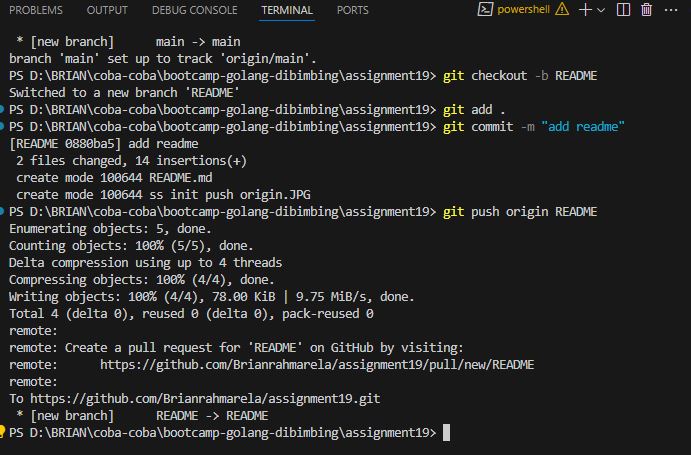 PROBLEMS OUTPUT DEBUG CONSOLE TERMINAL PORTS powershell
 * [new branch]      main -> main
branch 'main' set up to track 'origin/main'.
PS D:\BRIAN\coba-coba\bootcamp-golang-dibimbing\assignment19> git checkout -b README
Switched to a new branch 'README'
PS D:\BRIAN\coba-coba\bootcamp-golang-dibimbing\assignment19> git add .
PS D:\BRIAN\coba-coba\bootcamp-golang-dibimbing\assignment19> git commit -m "add readme"
[README 0880ba5] add readme
 2 files changed, 14 insertions(+)
 create mode 100644 README.md
 create mode 100644 ss init push origin.JPG
PS D:\BRIAN\coba-coba\bootcamp-golang-dibimbing\assignment19> git push origin README
Enumerating objects: 5, done.
Counting objects: 100% (5/5), done.
Delta compression using up to 4 threads
Compressing objects: 100% (4/4), done.
Writing objects: 100% (4/4), 78.00 KiB | 9.75 MiB/s, done.
Total 4 (delta 0), reused 0 (delta 0), pack-reused 0
remote:
remote: Create a pull request for 'README' on GitHub by visiting:
remote:      https://github.com/Brianrahmarela/assignment19/pull/new/README
remote:
To https://github.com/Brianrahmarela/assignment19.git
 * [new branch]      README -> README
PS D:\BRIAN\coba-coba\bootcamp-golang-dibimbing\assignment19>